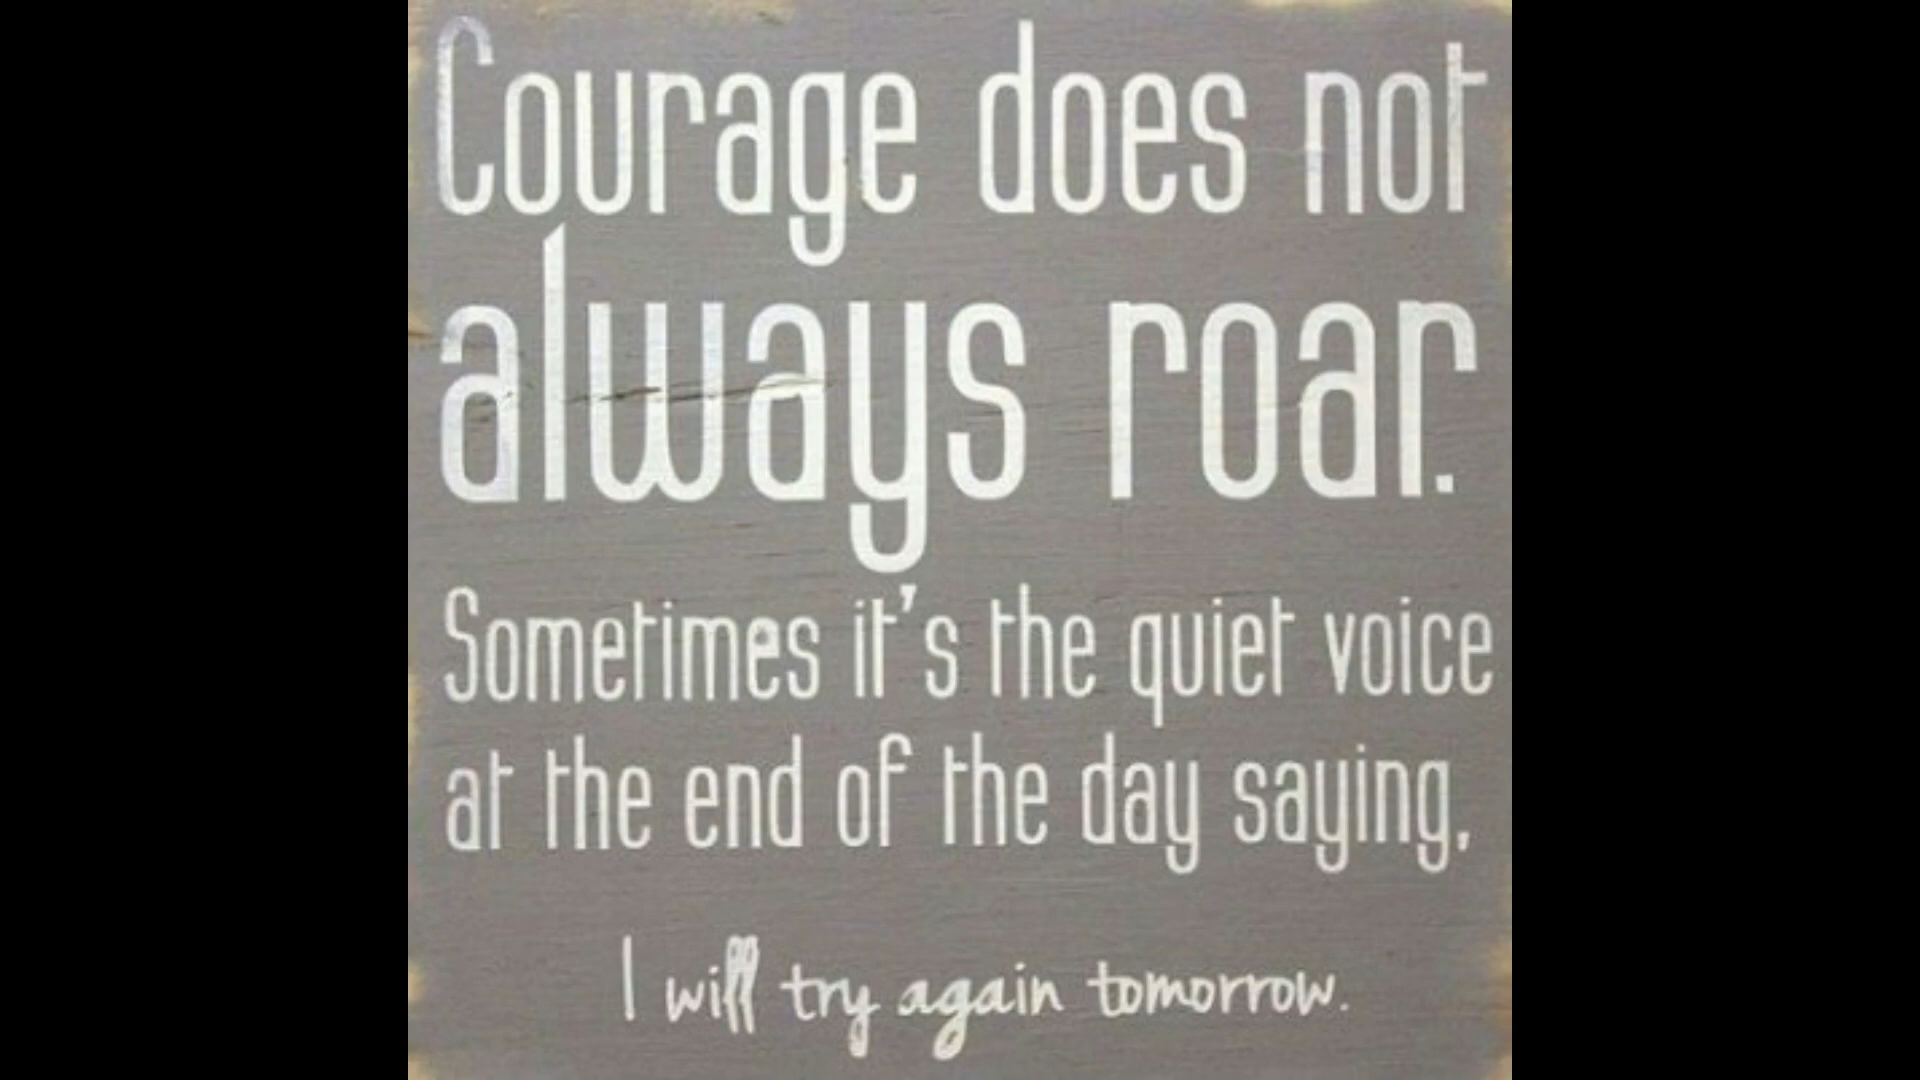 Courage does not
always roar.
Sometimes it's the quiet voice
at the end of the day saying,
I will try again tomorrow.